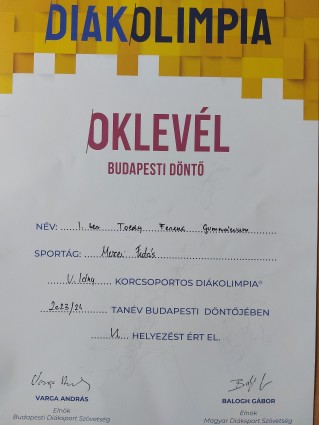 DIÁKOLIMPIA
OKLEVÉL
BUDAPESTI DÖNTŐ
NÉV: I. ker Toldy Ferenc Gimnázium
SPORTÁG: Mezei Futás
KORCSOPORTOS DIÁKOLIMPIA®
2023/24 TANÉV BUDAPESTI DÖNTŐJÉBEN
VI. HELYEZÉST ÉRT EL.
VARGA ANDRÁS
Elnök
Budapesti Diáksport Szövetség
BALOGH GÁBOR
Elnök
Magyar Diáksport Szövetség